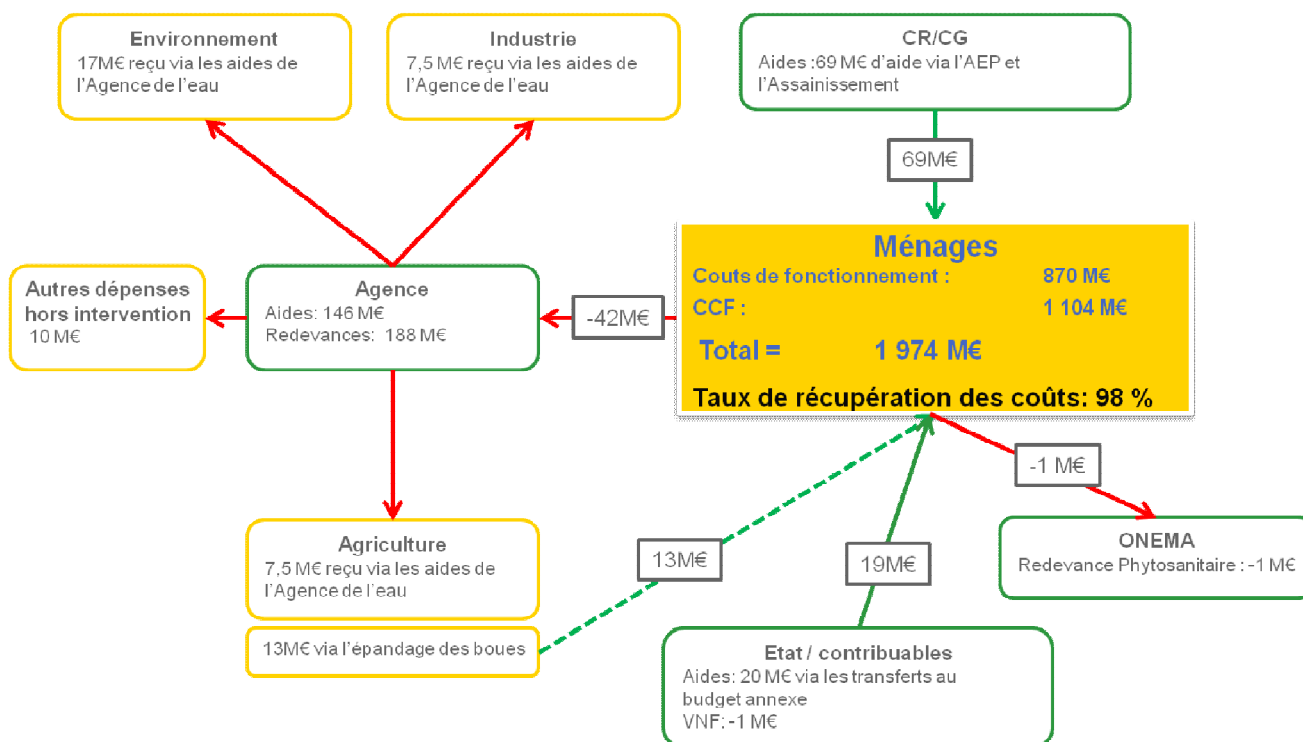 Environnement
17M€ reçu via les aides de
l'Agence de l'eau
Industrie
7,5 M€ reçu via les aides de
l'Agence de l'eau
CR/CG
Aides :69 M€ d'aide via l'AEP et
l'Assainissement
69M€
Autres dépenses
hors intervention
10 M€
Agence
Aides: 146 M€
Redevances: 188 M€
-42M€
Ménages
Couts de fonctionnement : 870 M€
CCF : 1 104 M€
Total = 1 974 M€
Taux de récupération des coûts: 98 %
-1 M€
Agriculture
7,5 M€ reçu via les aides de
l'Agence de l'eau
13M€ via l'épandage des boues
13M€
19M€
ONEMA
Redevance Phytosanitaire : -1 M€
Etat / contribuables
Aides: 20 M€ via les transferts au
budget annexe
VNF: -1 M€